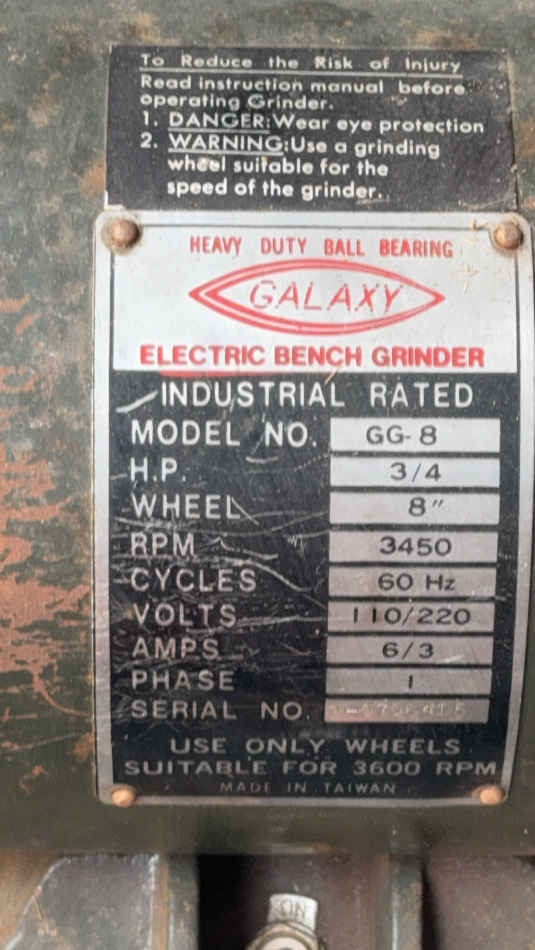 To Reduce the Risk of Injury
Read instruction manual before
operating Grinder.
1. DANGER:Wear eye protection
2. WARNING:Use a grinding
wheel suitable for the
speed of the grinder.
HEAVY DUTY BALL BEARING
GALAXY
ELECTRIC BENCH GRINDER
INDUSTRIAL RATED
MODEL NO. GG-8
H.P. 3/4
WHEEL 8"
RPM 3450
CYCLES 60 Hz
VOLTS 110/220
AMPS 6/3
PHASE 1
SERIAL NO.
USE ONLY WHEELS
SUITABLE FOR 3600 RPM
MADE IN TAIWAN
ON